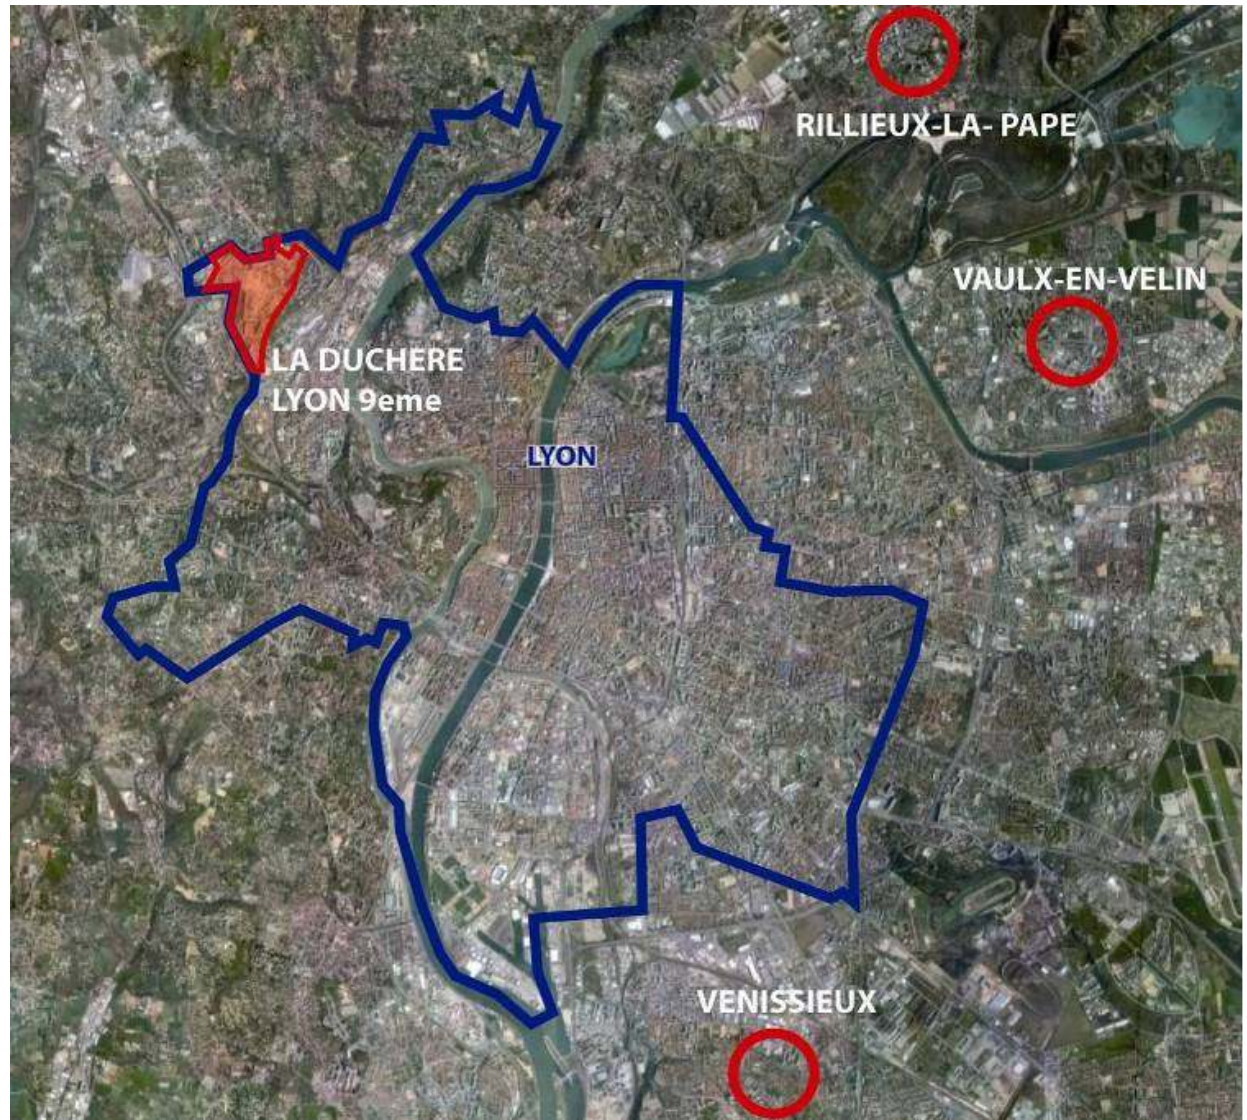 RILLIEUX-LA- PAPE
VAULX-EN-VELIN
LA DUCHERE
LYON 9eme
LYON
VENISSIEUX